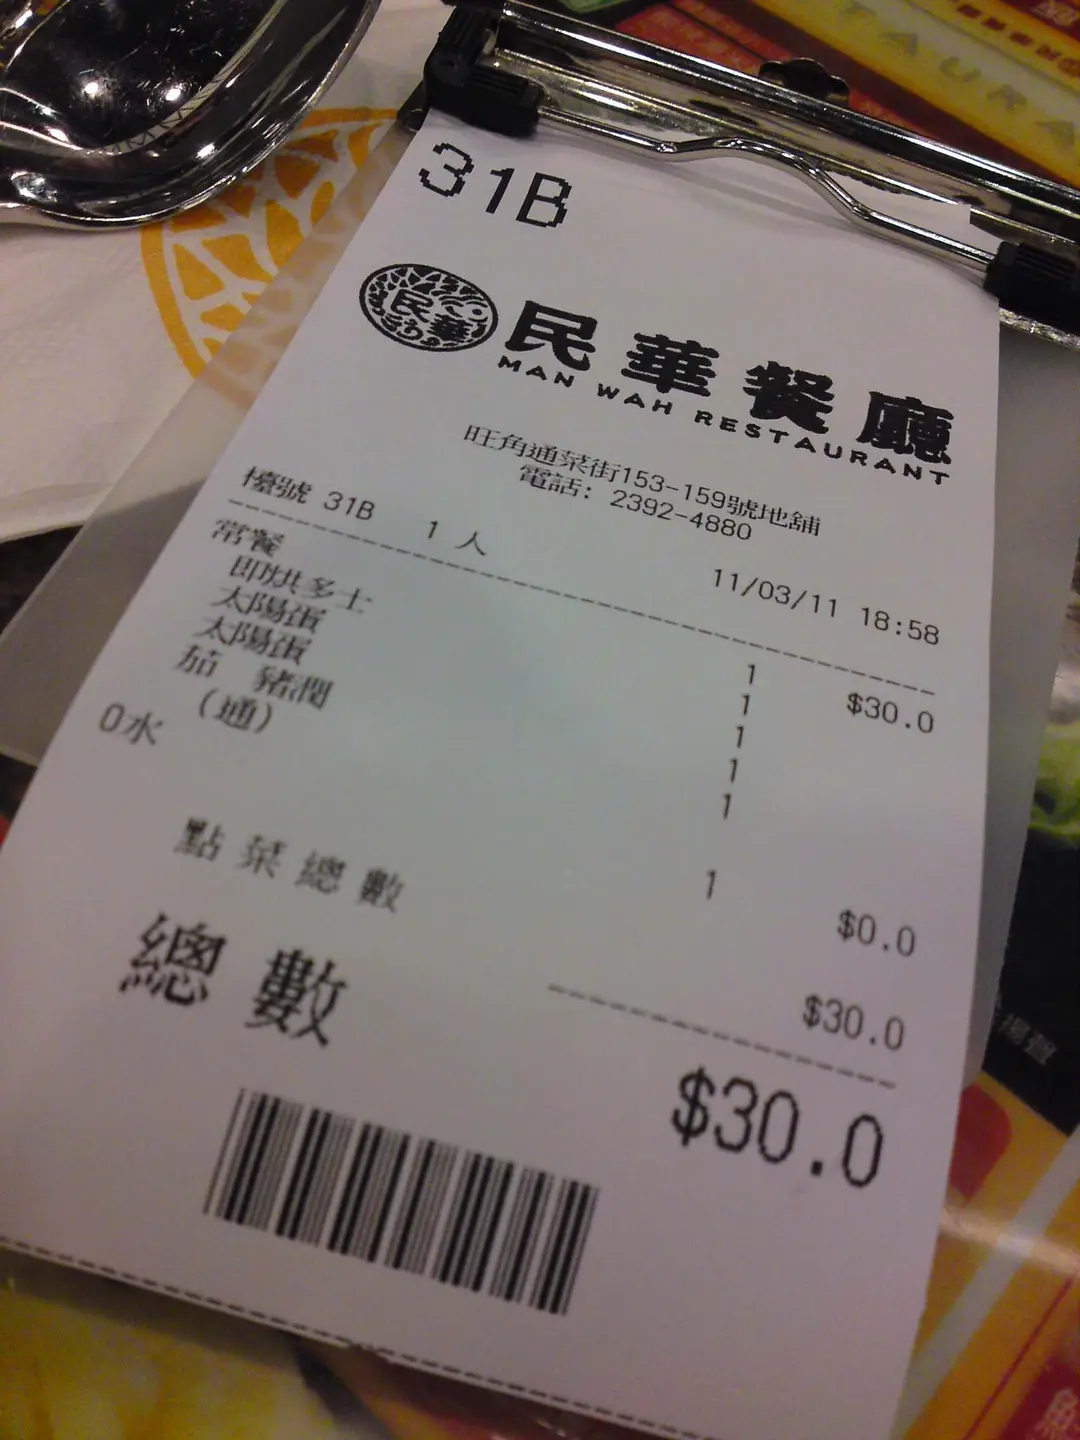 TAURA
31B
民華
民華餐廳
MAN WAH RESTAURANT
旺角通菜街153-159號地舖
電話: 2392-4880
檯號 31B 1 人 11/03/11 18:58
常餐 1 $30.0
即烘多士 1
太陽蛋 1
太陽蛋 1
茄 豬潤 1
(通)
0水 1 $0.0
點菜總數 $30.0
總數 $30.0